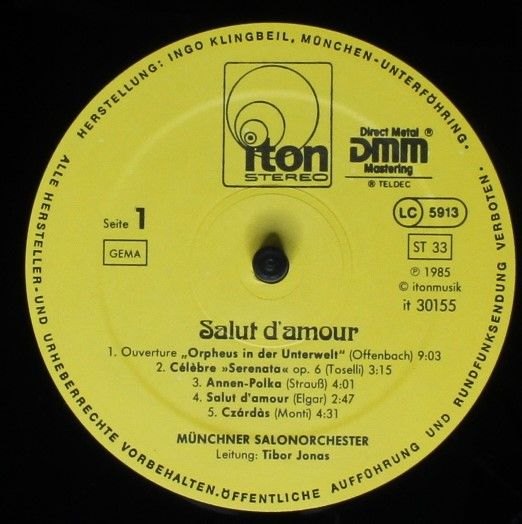 ALLE HERSTELLER-UND URHEBERRECHTE VORBEHALTEN.ÖFFENTLICHE AUFFÜHRUNG UND RUNDFUNKSENDUNG VERBOTEN.
HERSTELLUNG: INGO KLINGBEIL, MÜNCHEN-UNTERFÖHRING.
iton
STEREO
Direct Metal ®
DMM
Mastering
® TELDEC
Seite 1
GEMA
LC 5913
ST 33
℗ 1985
© itonmusik
it 30155
Salut d'amour
1. Ouverture „Orpheus in der Unterwelt“ (Offenbach) 9:03
2. Célèbre »Serenata« op. 6 (Toselli) 3:15
3. Annen-Polka (Strauß) 4:01
4. Salut d'amour (Elgar) 2:47
5. Czárdàs (Monti) 4:31
MÜNCHNER SALONORCHESTER
Leitung: Tibor Jonas